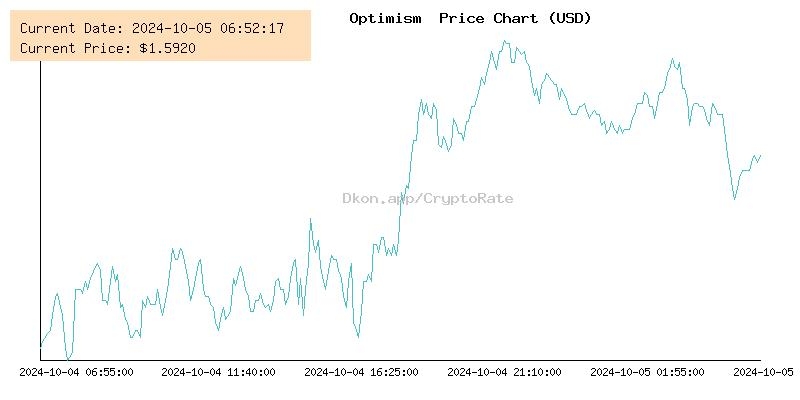 Optimism  Price Chart (USD)
Current Date: 2024-10-05 06:52:17
Current Price: $1.5920
Dkon.app/CryptoRate
2024-10-04 06:55:00 2024-10-04 11:40:00 2024-10-04 16:25:00 2024-10-04 21:10:00 2024-10-05 01:55:00 2024-10-05